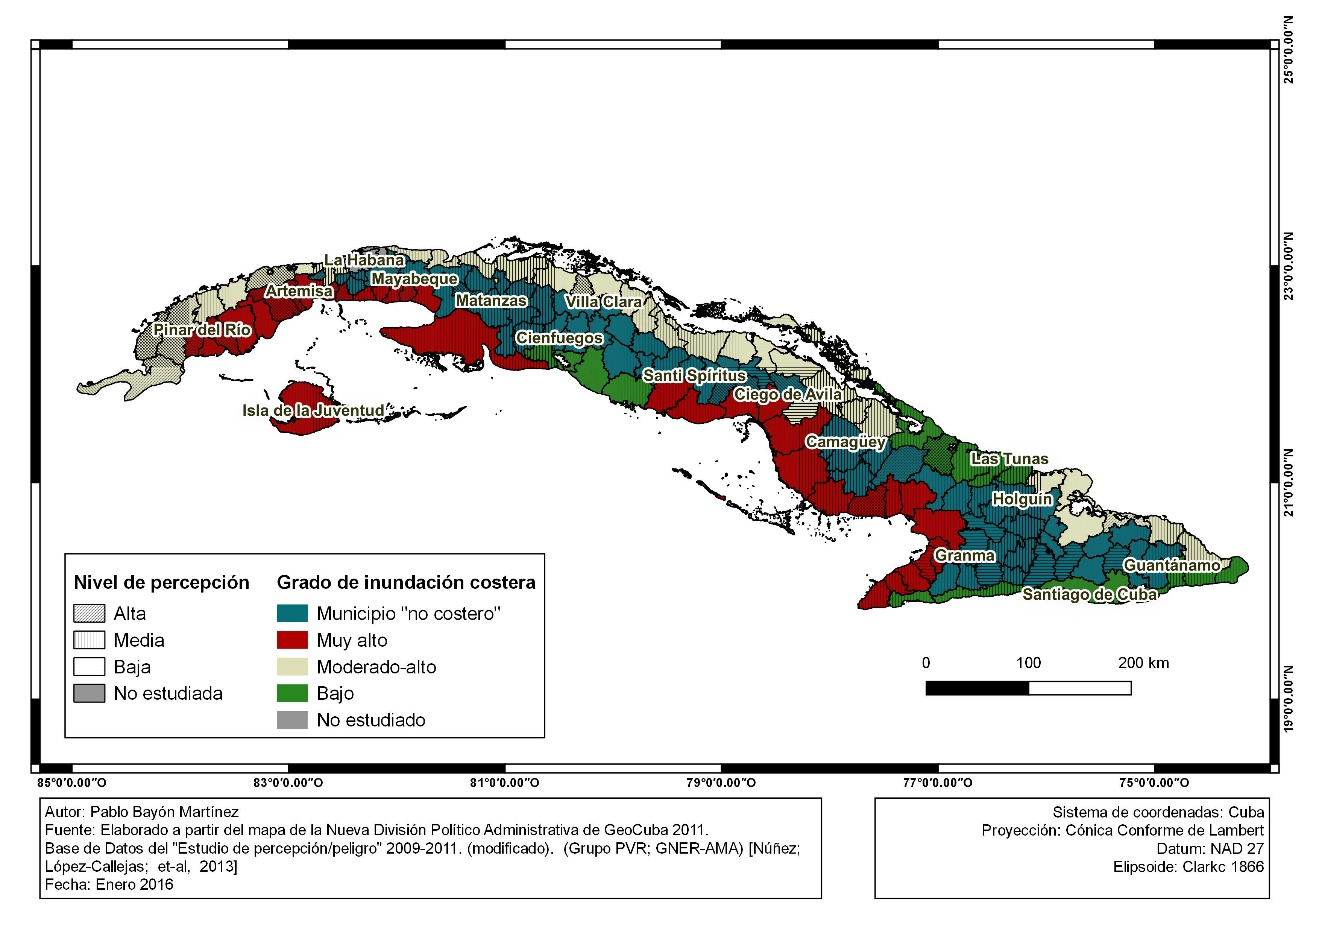 25°0'0.00"N
23°0'0.00"N
21°0'0.00"N
19°0'0.00"N
La Habana
Mayabeque
Artemisa
Matanzas
Villa Clara
Pinar del Río
Cienfuegos
Santi Spíritus
Ciego de Avila
Isla de la Juventud
Camagüey
Las Tunas
Holguín
Granma
Guantánamo
Santiago de Cuba
Nivel de percepción
Alta
Media
Baja
No estudiada
Grado de inundación costera
Municipio "no costero"
Muy alto
Moderado-alto
Bajo
No estudiado
0 100 200 km
85°0'0.00"O 83°0'0.00"O 81°0'0.00"O 79°0'0.00"O 77°0'0.00"O 75°0'0.00"O
Autor: Pablo Bayón Martínez
Fuente: Elaborado a partir del mapa de la Nueva División Político Administrativa de GeoCuba 2011.
Base de Datos del "Estudio de percepción/peligro" 2009-2011. (modificado). (Grupo PVR; GNER-AMA) [Núñez;
López-Callejas; et-al, 2013]
Fecha: Enero 2016
Sistema de coordenadas: Cuba
Proyección: Cónica Conforme de Lambert
Datum: NAD 27
Elipsoide: Clarkc 1866